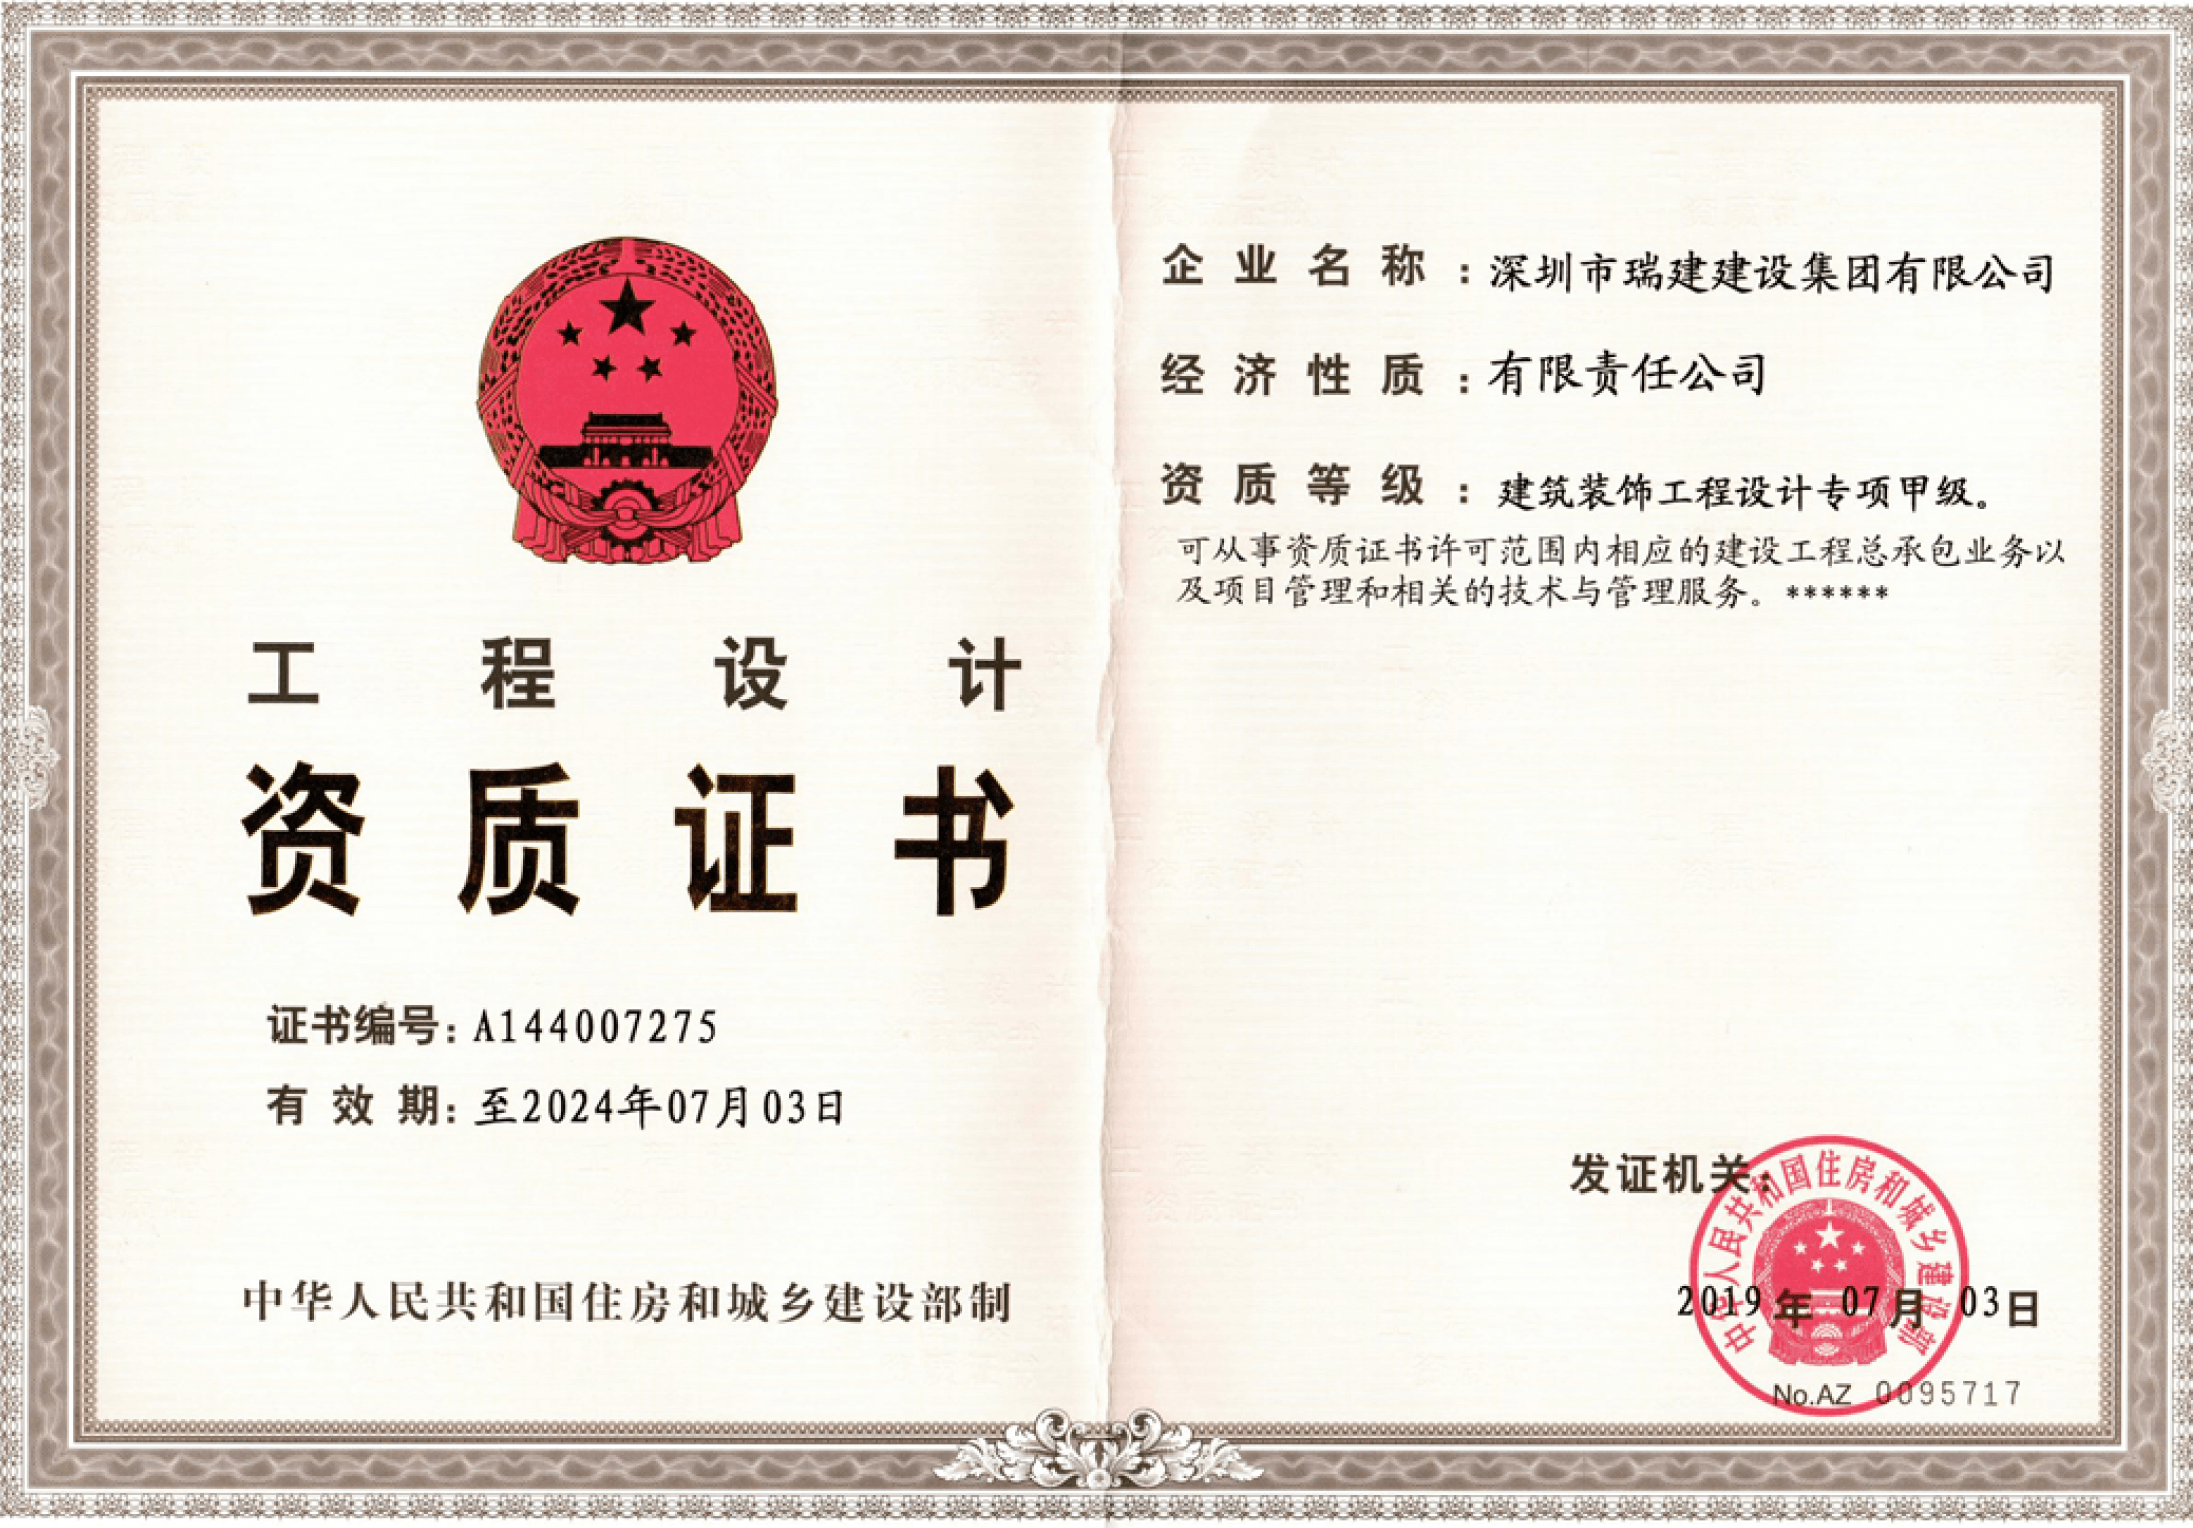 工程设计
资质证书
证书编号：A144007275
有效期：至2024年07月03日
中华人民共和国住房和城乡建设部制
企业名称：深圳市瑞建建设集团有限公司
经济性质：有限责任公司
资质等级：建筑装饰工程设计专项甲级。
可从事资质证书许可范围内相应的建设工程总承包业务以
及项目管理和相关的技术与管理服务。******
发证机关：
中华人民共和国住房和城乡建设部
2019年07月03日
No.AZ 0095717